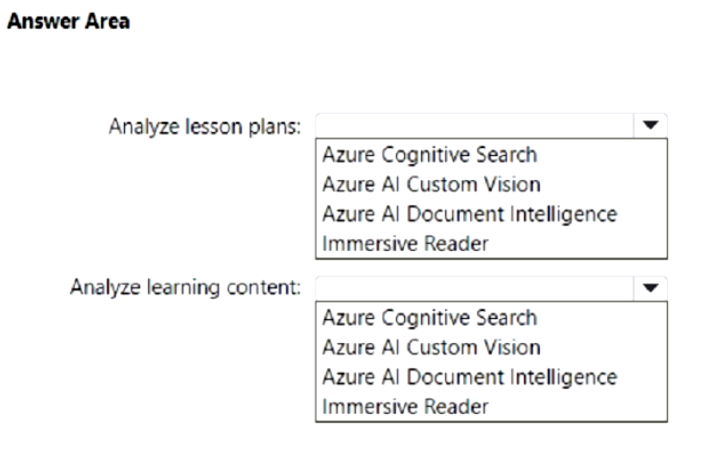 Answer Area
Analyze lesson plans:
Azure Cognitive Search
Azure AI Custom Vision
Azure AI Document Intelligence
Immersive Reader
Analyze learning content:
Azure Cognitive Search
Azure AI Custom Vision
Azure AI Document Intelligence
Immersive Reader